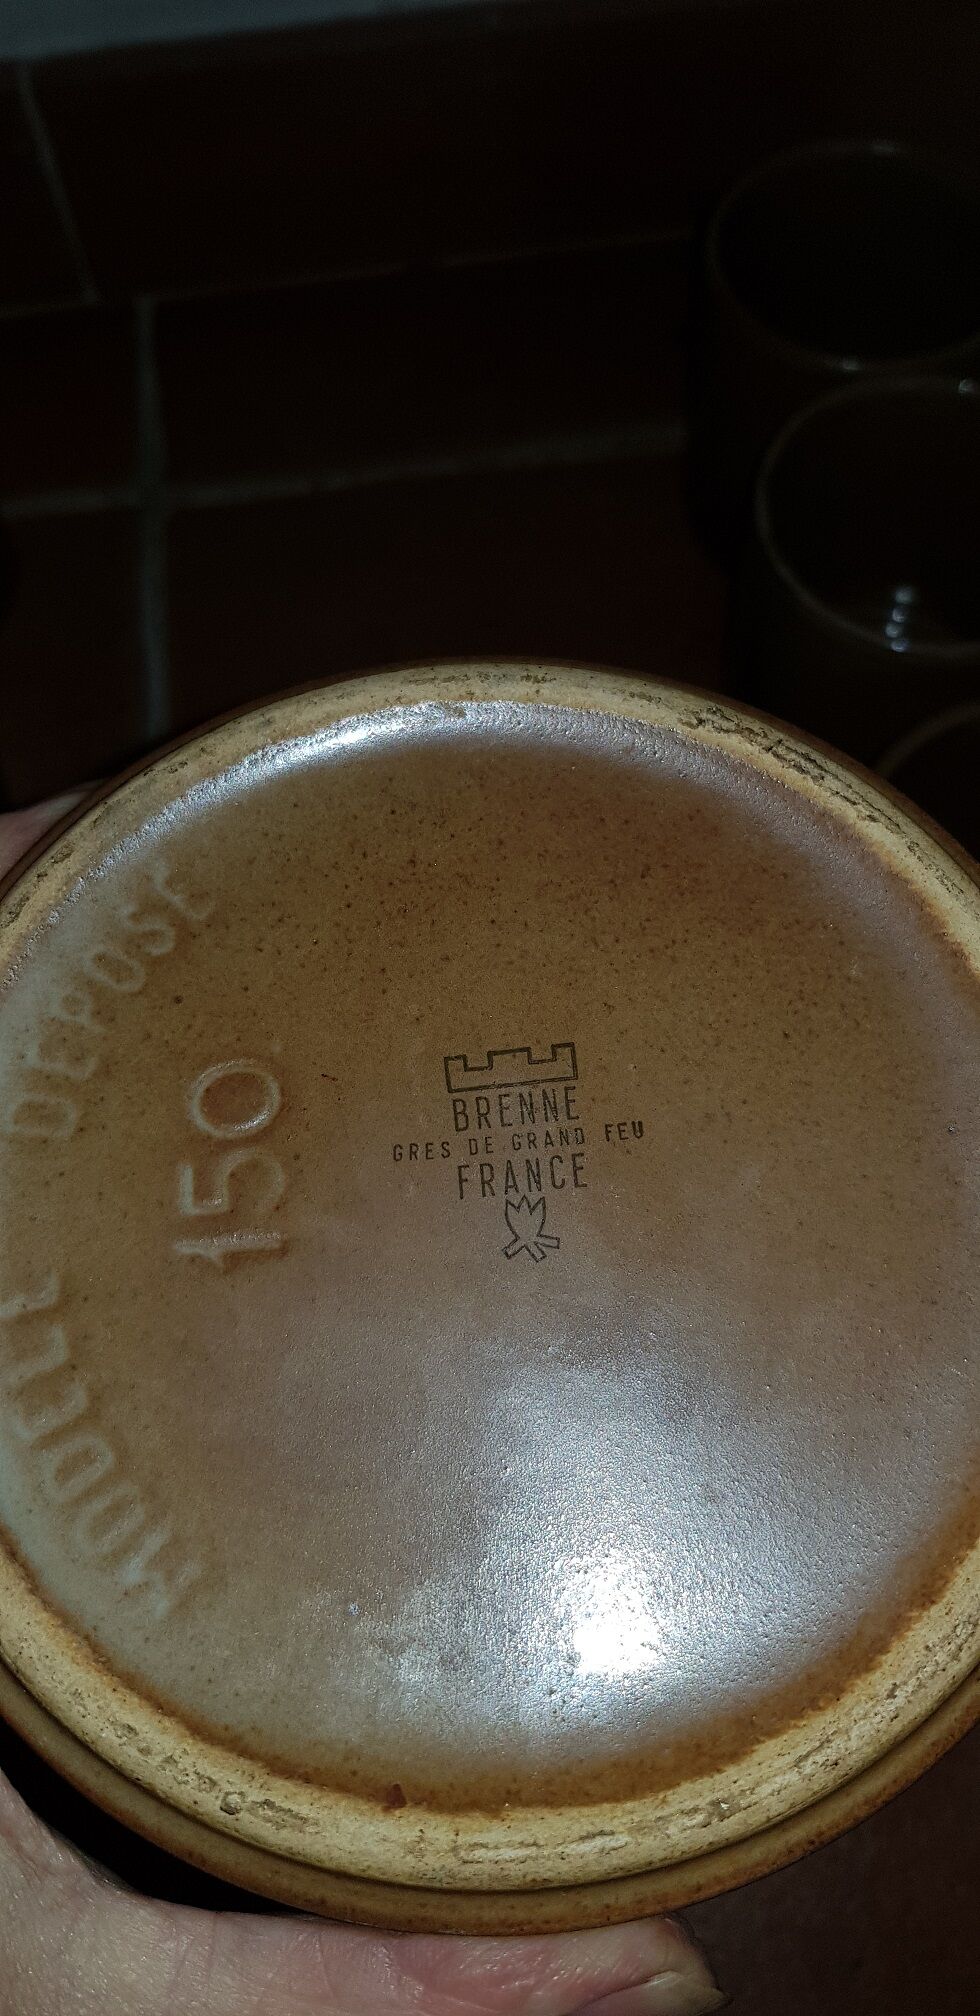 MODELE DEPOSE
150
BRENNE
GRES DE GRAND FEU
FRANCE